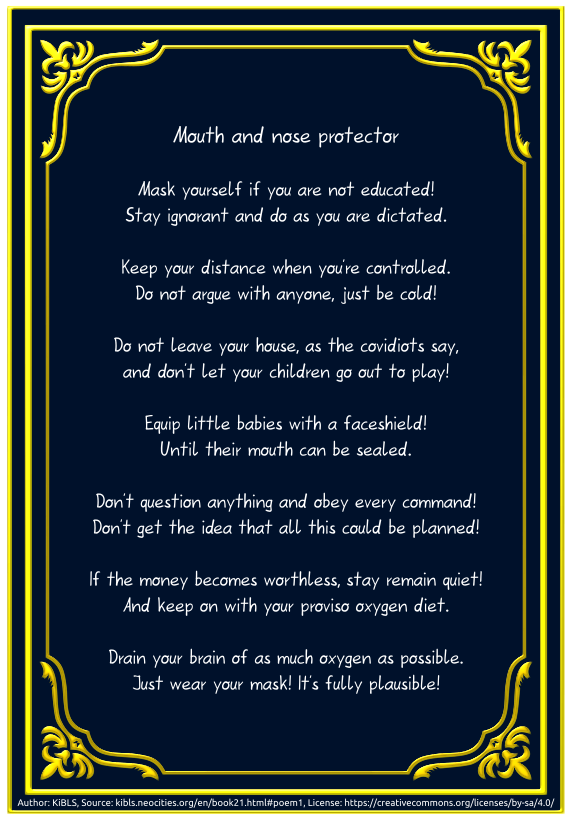 Mouth and nose protector
Mask yourself if you are not educated!
Stay ignorant and do as you are dictated.
Keep your distance when you're controlled.
Do not argue with anyone, just be cold!
Do not leave your house, as the covidiots say,
and don't let your children go out to play!
Equip little babies with a faceshield!
Until their mouth can be sealed.
Don't question anything and obey every command!
Don't get the idea that all this could be planned!
If the money becomes worthless, stay remain quiet!
And keep on with your proviso oxygen diet.
Drain your brain of as much oxygen as possible.
Just wear your mask! It's fully plausible!
Author: KiBLS, Source: kibls.neocities.org/en/book21.html#poem1, License: https://creativecommons.org/licenses/by-sa/4.0/